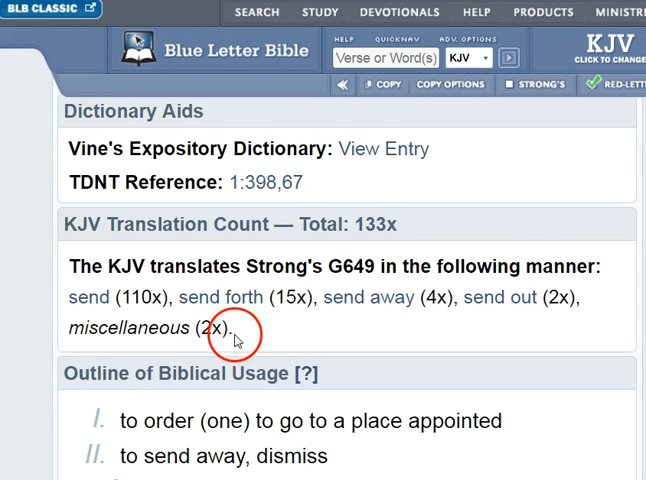 BLB CLASSIC
SEARCH STUDY DEVOTIONALS HELP PRODUCTS MINISTRI
Blue Letter Bible
HELP QUICKNAV ADV. OPTIONS
Verse or Word(s) KJV
KJV
CLICK TO CHANGE
COPY COPY OPTIONS STRONG'S RED-LETT
Dictionary Aids
Vine's Expository Dictionary: View Entry
TDNT Reference: 1:398,67
KJV Translation Count — Total: 133x
The KJV translates Strong's G649 in the following manner:
send (110x), send forth (15x), send away (4x), send out (2x),
miscellaneous (2x).
Outline of Biblical Usage [?]
I. to order (one) to go to a place appointed
II. to send away, dismiss